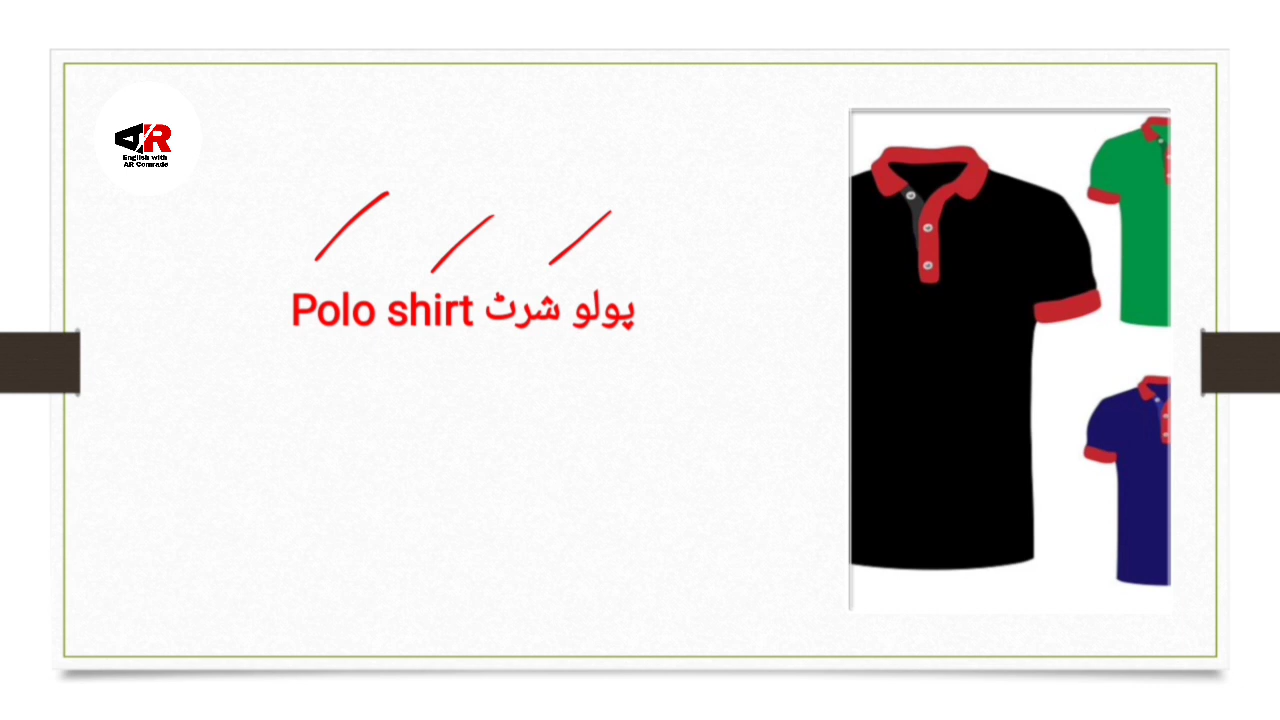 AR
English with
AR Comrade
Polo shirt پولو شرٹ